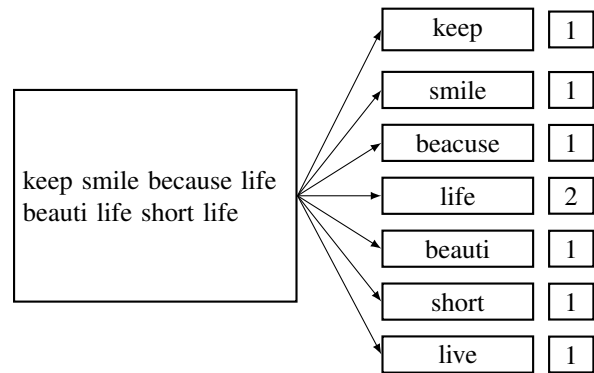 keep smile because life
beauti life short life
keep 1
smile 1
beacuse 1
life 2
beauti 1
short 1
live 1